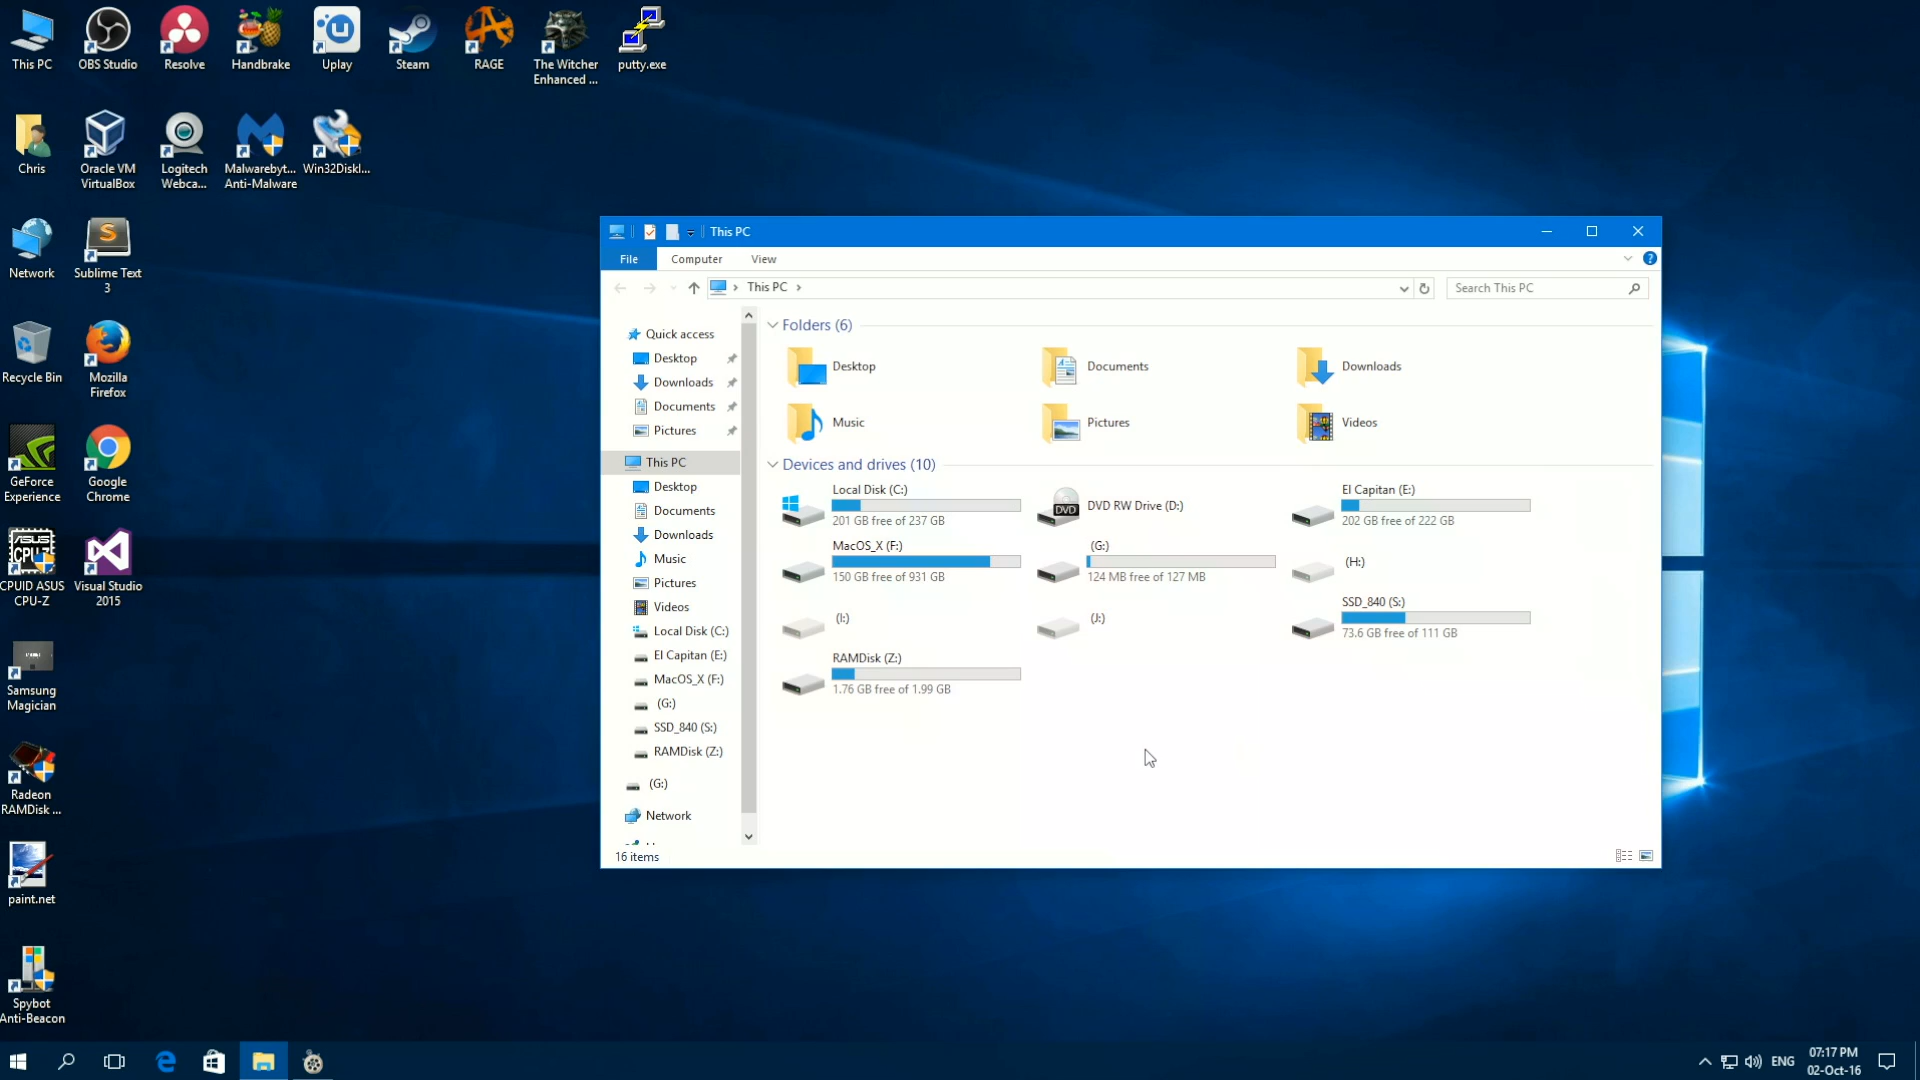 This PC
OBS Studio
Resolve
Handbrake
Uplay
Steam
RAGE
The Witcher
Enhanced ...
putty.exe
Chris
Oracle VM
VirtualBox
Logitech
Webca...
Malwarebyt...
Anti-Malware
Win32DiskI...
Network
Sublime Text
3
Recycle Bin
Mozilla
Firefox
GeForce
Experience
Google
Chrome
CPUID ASUS
CPU-Z
Visual Studio
2015
Samsung
Magician
Radeon
RAMDisk ...
paint.net
Spybot
Anti-Beacon
This PC
File
Computer
View
This PC
Search This PC
Quick access
Desktop
Downloads
Documents
Pictures
This PC
Desktop
Documents
Downloads
Music
Pictures
Videos
Local Disk (C:)
El Capitan (E:)
MacOS_X (F:)
(G:)
SSD_840 (S:)
RAMDisk (Z:)
(G:)
Network
Folders (6)
Desktop
Documents
Downloads
Music
Pictures
Videos
Devices and drives (10)
Local Disk (C:)
201 GB free of 237 GB
DVD
DVD RW Drive (D:)
El Capitan (E:)
202 GB free of 222 GB
MacOS_X (F:)
150 GB free of 931 GB
(G:)
124 MB free of 127 MB
(H:)
(I:)
(J:)
SSD_840 (S:)
73.6 GB free of 111 GB
RAMDisk (Z:)
1.76 GB free of 1.99 GB
16 items
ENG
07:17 PM
02-Oct-16